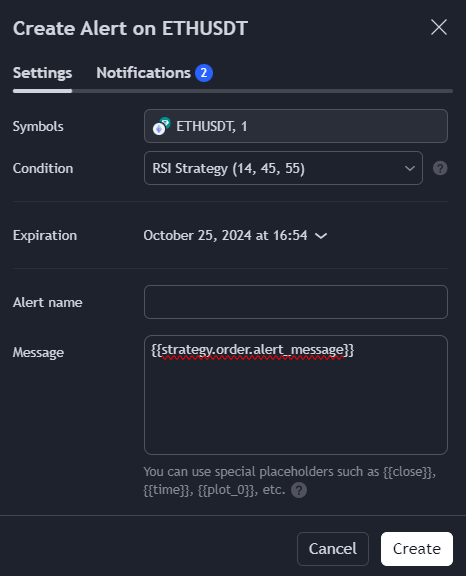 Create Alert on ETHUSDT
Settings Notifications 2
Symbols ETHUSDT, 1
Condition RSI Strategy (14, 45, 55) ?
Expiration October 25, 2024 at 16:54
Alert name
Message {{strategy.order.alert_message}}
You can use special placeholders such as {{close}},
{{time}}, {{plot_0}}, etc. ?
Cancel Create